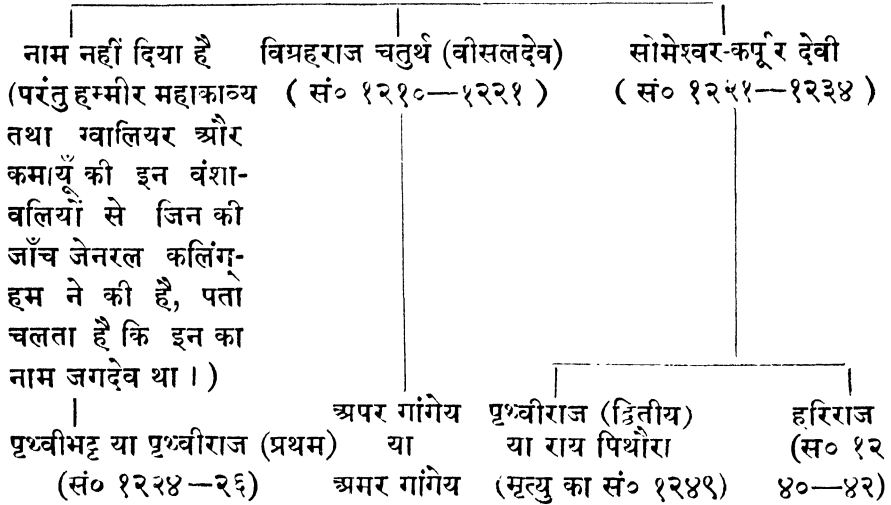 नाम नहीं दिया है
(परंतु हम्मीर महाकाव्य
तथा ग्वालियर और
कमायूँ की इन वंशा-
वलियों से जिन की
जाँच जेनरल कलिंग्-
हम ने की है, पता
चलता है कि इन का
नाम जगदेव था।)
पृथ्वीभट्ट या पृथ्वीराज (प्रथम)
(सं० १२२४—२६)
विग्रहराज चतुर्थ (वीसलदेव)
(सं० १२१०—१२२१)
अपर गांगेय
या
अमर गांगेय
सोमेश्वर-कर्पूर देवी
(सं० १२५१—१२३४)
पृथ्वीराज (द्वितीय)
या राय पिथौरा
(मृत्यु का सं० १२४९)
हरिराज
(स० १२
४०—४२)